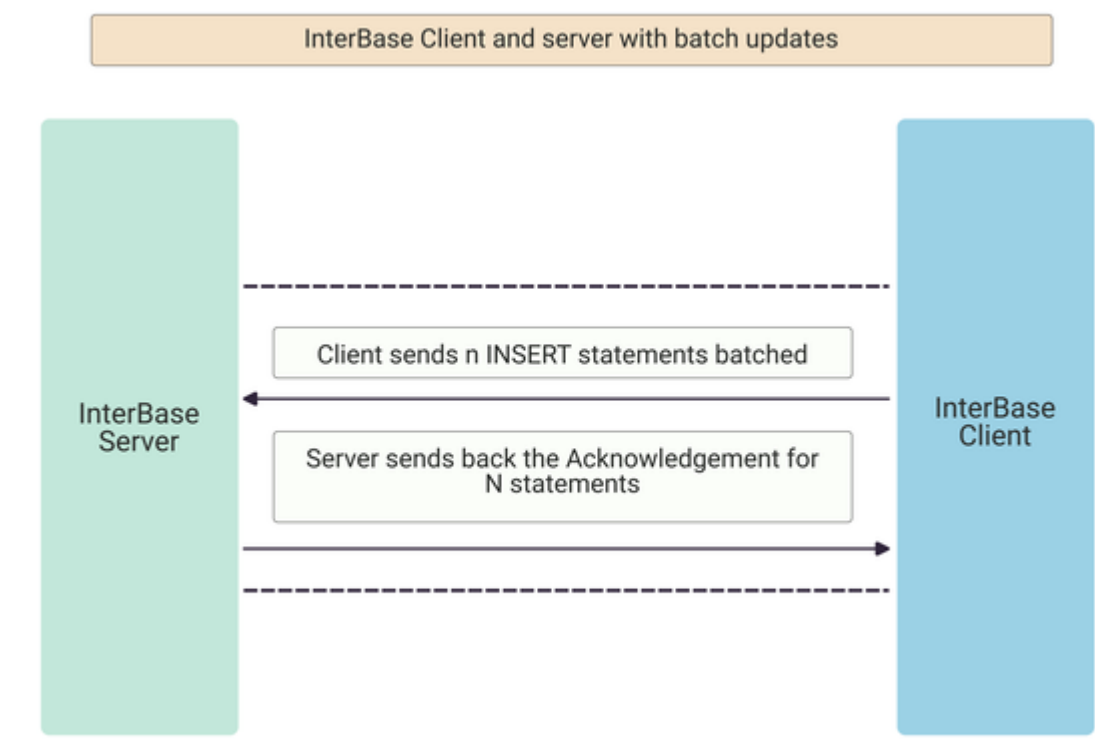 InterBase Client and server with batch updates
Client sends n INSERT statements batched
InterBase
Server
InterBase
Client
Server sends back the Acknowledgement for
N statements